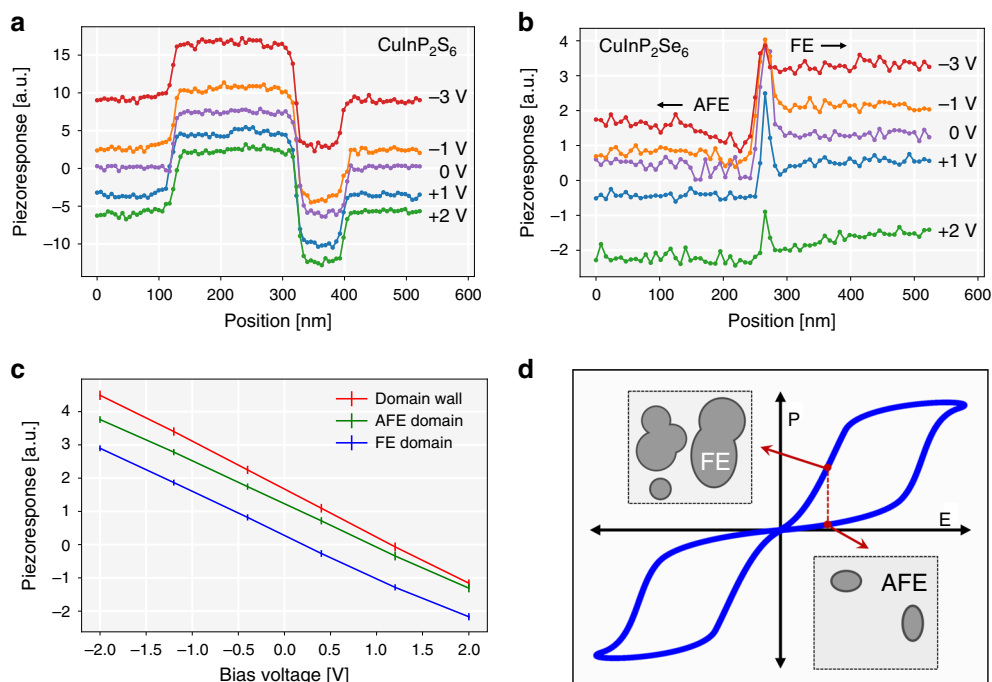 a
CuInP₂S₆
Piezoresponse [a.u.]
15
10
5
0
−5
−10
−3 V
−1 V
0 V
+1 V
+2 V
0 100 200 300 400 500 600
Position [nm]
b
CuInP₂Se₆
FE →
← AFE
Piezoresponse [a.u.]
4
3
2
1
0
−1
−2
−3 V
−1 V
0 V
+1 V
+2 V
0 100 200 300 400 500 600
Position [nm]
c
Domain wall
AFE domain
FE domain
Piezoresponse [a.u.]
4
3
2
1
0
−1
−2
−2.0 −1.5 −1.0 −0.5 0.0 0.5 1.0 1.5 2.0
Bias voltage [V]
d
P
E
FE
AFE